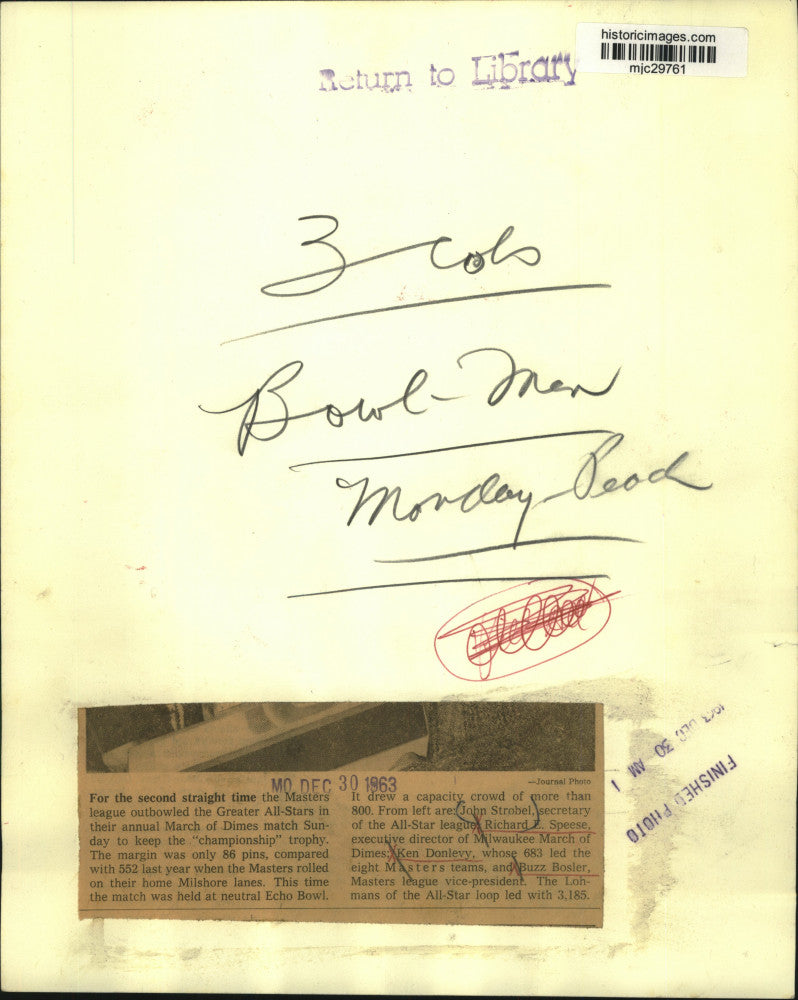 historicimages.com
mjc29761
Return to Library
3 cols
Bowl-Men
Monday-Peach
1963 DEC 30 AM 1
FINISHED PHOTO
—Journal Photo
MO DEC 30 1963
For the second straight time the Masters
league outbowled the Greater All-Stars in
their annual March of Dimes match Sun-
day to keep the "championship" trophy.
The margin was only 86 pins, compared
with 552 last year when the Masters rolled
on their home Milshore lanes. This time
the match was held at neutral Echo Bowl.
It drew a capacity crowd of more than
800. From left are: John Strobel, secretary
of the All-Star league; Richard E. Speese,
executive director of Milwaukee March of
Dimes; Ken Donlevy, whose 683 led the
eight Masters teams, and Buzz Bosler,
Masters league vice-president. The Loh-
mans of the All-Star loop led with 3,185.